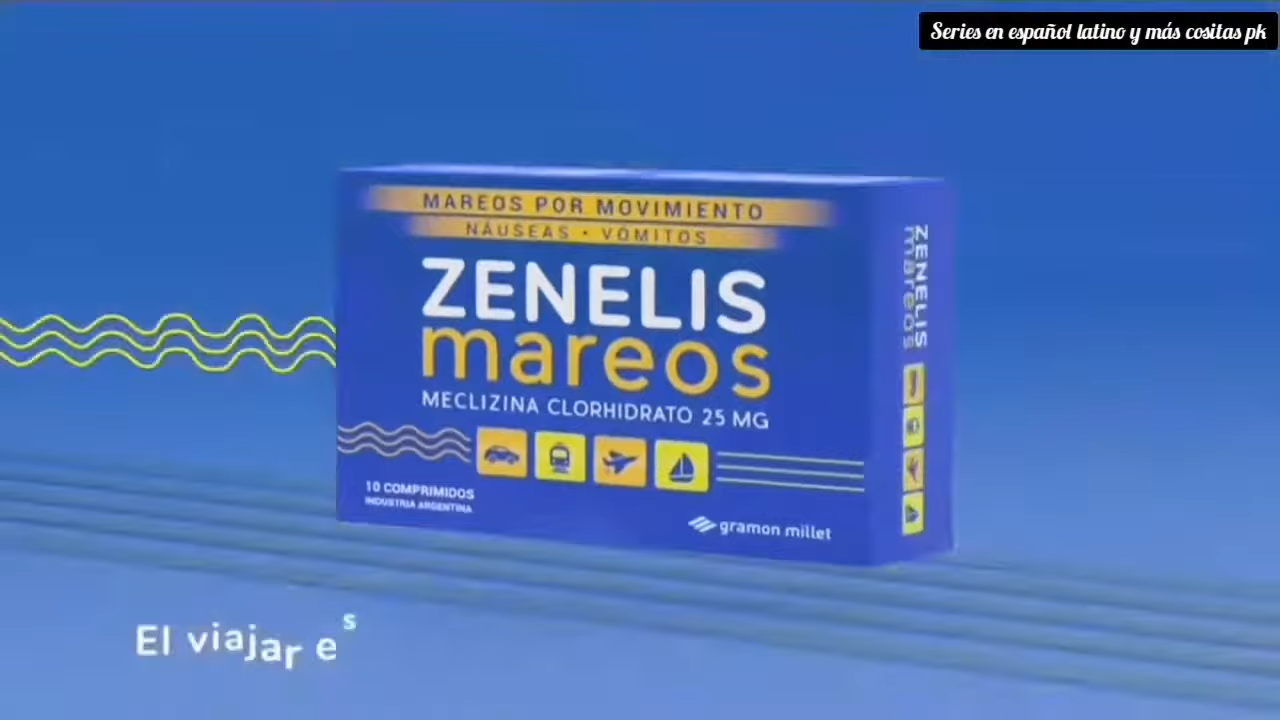 Series en español latino y más cositas pk
MAREOS POR MOVIMIENTO
NÁUSEAS • VÓMITOS
ZENELIS
mareos
MECLIZINA CLORHIDRATO 25 MG
10 COMPRIMIDOS
INDUSTRIA ARGENTINA
gramon millet
ZENELIS
mareos
El viajar es